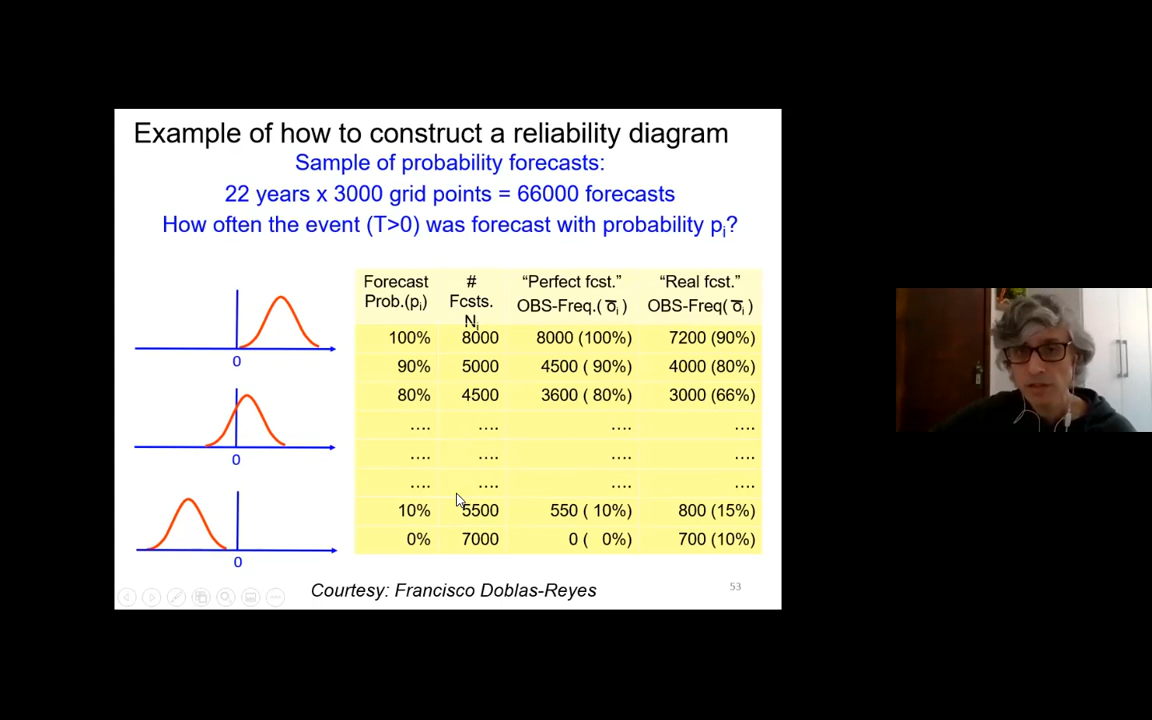 Example of how to construct a reliability diagram
Sample of probability forecasts:
22 years x 3000 grid points = 66000 forecasts
How often the event (T>0) was forecast with probability pi?
0
0
0
Forecast Prob.(pi) # Fcsts. Ni “Perfect fcst.” OBS-Freq.(o̅i) “Real fcst.” OBS-Freq(o̅i)
100% 8000 8000 (100%) 7200 (90%)
90% 5000 4500 ( 90%) 4000 (80%)
80% 4500 3600 ( 80%) 3000 (66%)
…. …. …. ….
…. …. …. ….
…. …. …. ….
10% 5500 550 ( 10%) 800 (15%)
0% 7000 0 ( 0%) 700 (10%)
Courtesy: Francisco Doblas-Reyes
53